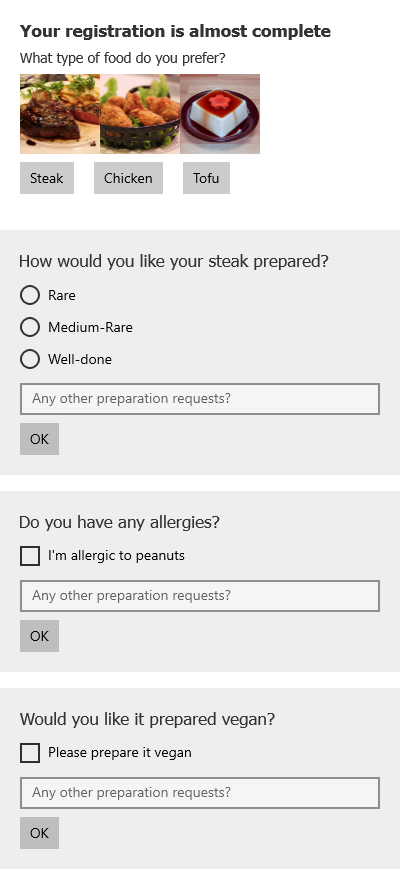 Your registration is almost complete
What type of food do you prefer?
Steak Chicken Tofu
How would you like your steak prepared?
Rare
Medium-Rare
Well-done
Any other preparation requests?
OK
Do you have any allergies?
I'm allergic to peanuts
Any other preparation requests?
OK
Would you like it prepared vegan?
Please prepare it vegan
Any other preparation requests?
OK